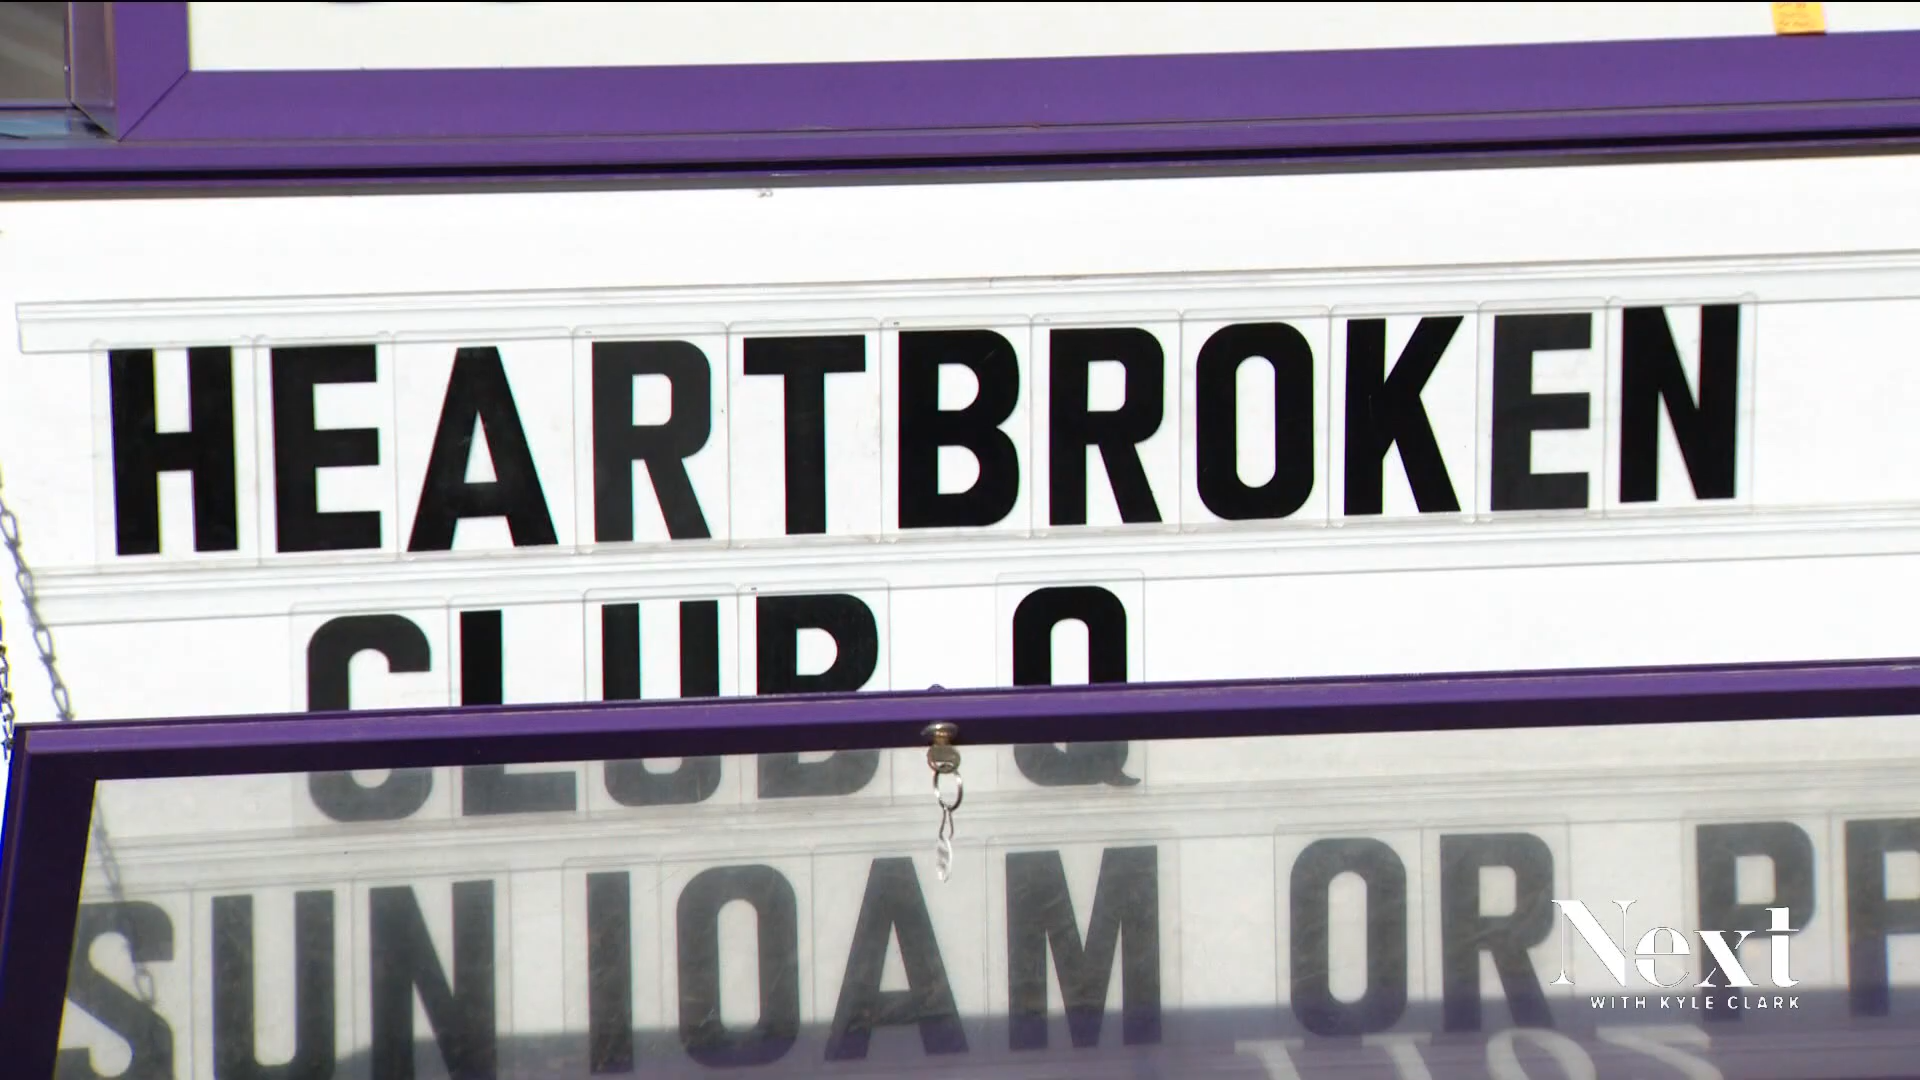 HEARTBROKEN
CLUB Q
SUN 10AM OR
Next
WITH KYLE CLARK